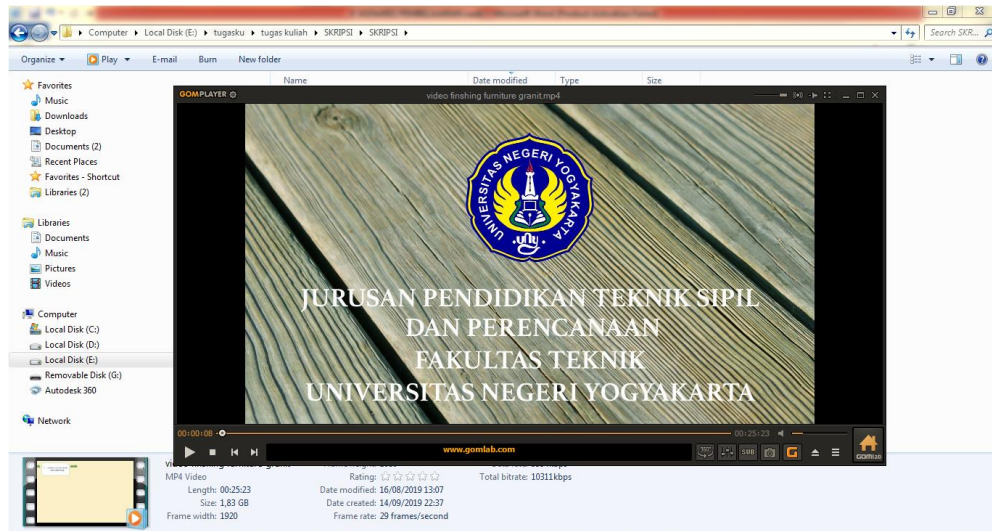 Computer ▸ Local Disk (E:) ▸ tugasku ▸ tugas kuliah ▸ SKRIPSI ▸ SKRIPSI ▸
Search SKR...
Organize Play E-mail Burn New folder
Name Date modified Type Size
Favorites
Music
Downloads
Desktop
Documents (2)
Recent Places
Favorites - Shortcut
Libraries (2)
Libraries
Documents
Music
Pictures
Videos
Computer
Local Disk (C:)
Local Disk (D:)
Local Disk (E:)
Removable Disk (G:)
Autodesk 360
Network
GOMPLAYER
video finshing furniture granit.mp4
UNIVERSITAS NEGERI YOGYAKARTA
uny
JURUSAN PENDIDIKAN TEKNIK SIPIL
DAN PERENCANAAN
FAKULTAS TEKNIK
UNIVERSITAS NEGERI YOGYAKARTA
00:00:08
00:25:23
www.gomlab.com
360°
SUB
G
GOMlab
MP4 Video
Length: 00:25:23
Size: 1,83 GB
Frame width: 1920
Rating:
Date modified: 16/08/2019 13:07
Date created: 14/09/2019 22:37
Frame rate: 29 frames/second
Total bitrate: 10311kbps